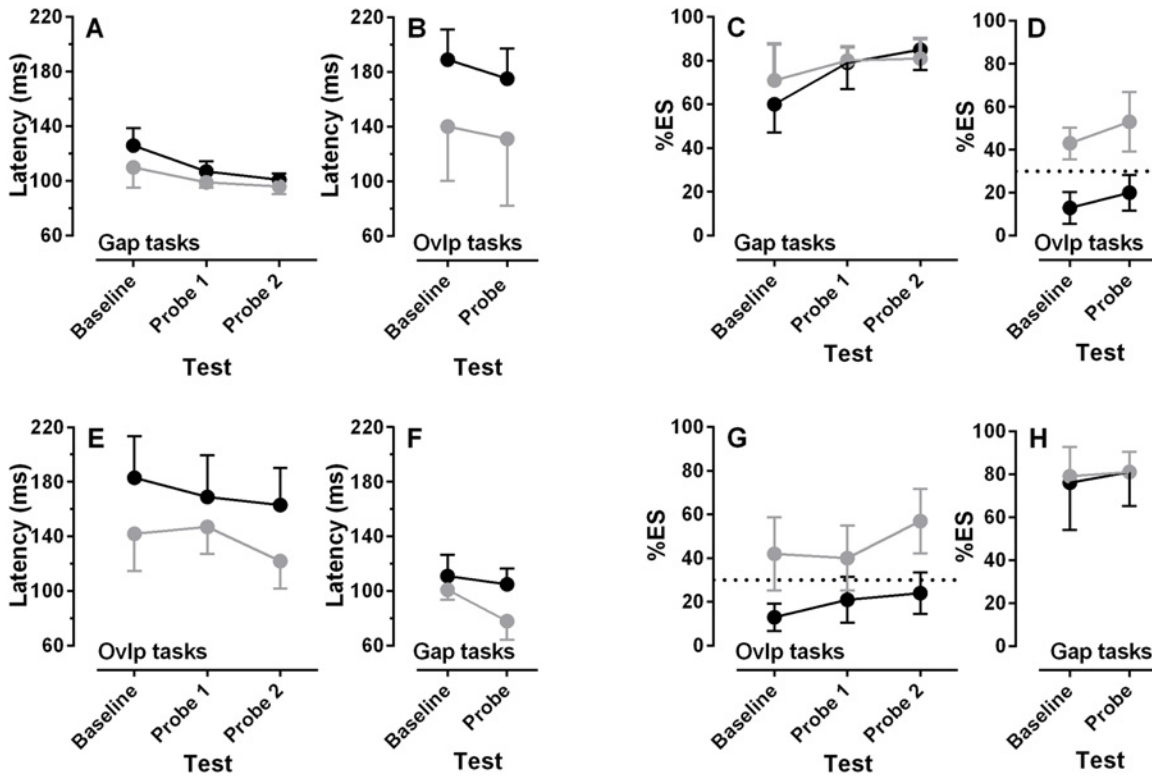 A
Latency (ms)
220
180
140
100
60
Gap tasks
Baseline
Probe 1
Probe 2
Test
B
Latency (ms)
220
180
140
100
60
Ovlp tasks
Baseline
Probe
Test
C
%ES
100
80
60
40
20
0
Gap tasks
Baseline
Probe 1
Probe 2
Test
D
%ES
100
80
60
40
20
0
Ovlp tasks
Baseline
Probe
Test
E
Latency (ms)
220
180
140
100
60
Ovlp tasks
Baseline
Probe 1
Probe 2
Test
F
Latency (ms)
220
180
140
100
60
Gap tasks
Baseline
Probe
Test
G
%ES
100
80
60
40
20
0
Ovlp tasks
Baseline
Probe 1
Probe 2
Test
H
%ES
100
80
60
40
20
0
Gap tasks
Baseline
Probe
Test